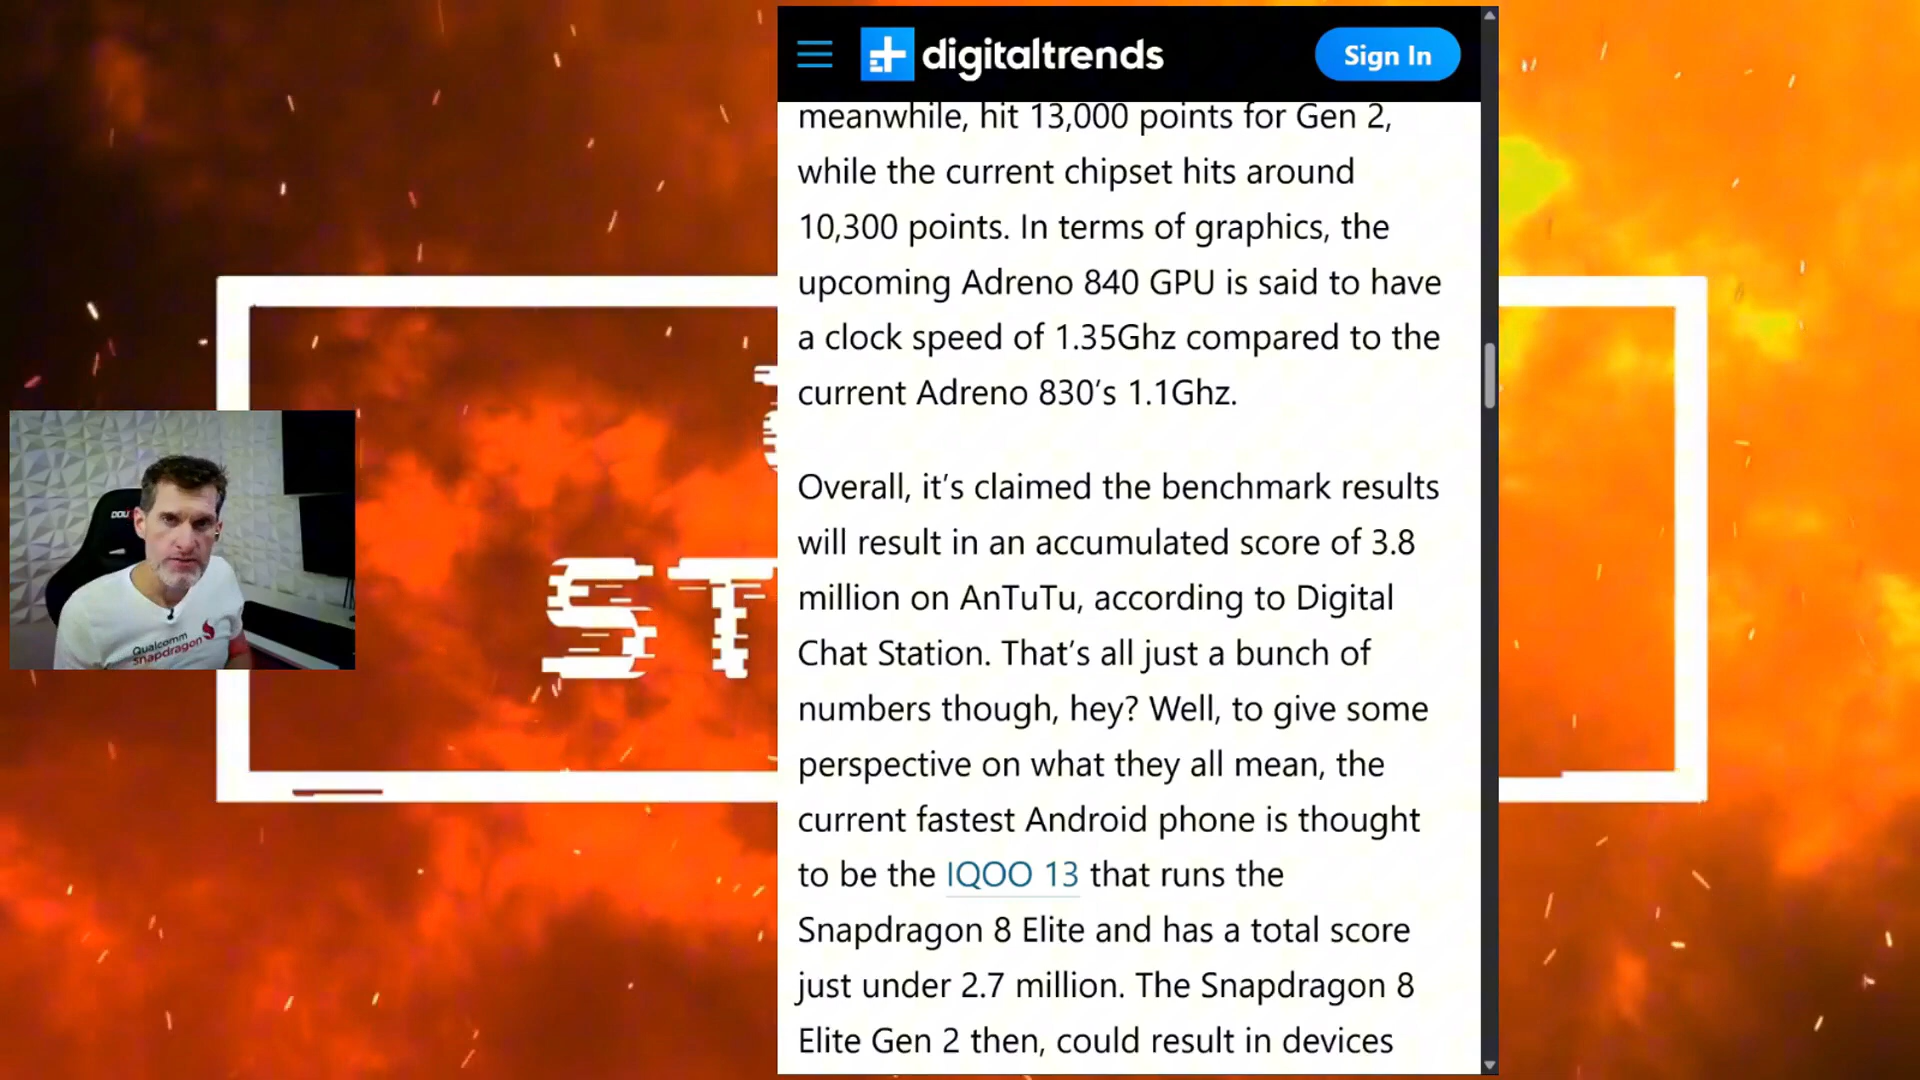 digitaltrends
Sign In
meanwhile, hit 13,000 points for Gen 2,
while the current chipset hits around
10,300 points. In terms of graphics, the
upcoming Adreno 840 GPU is said to have
a clock speed of 1.35Ghz compared to the
current Adreno 830’s 1.1Ghz.
Overall, it’s claimed the benchmark results
will result in an accumulated score of 3.8
million on AnTuTu, according to Digital
Chat Station. That’s all just a bunch of
numbers though, hey? Well, to give some
perspective on what they all mean, the
current fastest Android phone is thought
to be the IQOO 13 that runs the
Snapdragon 8 Elite and has a total score
just under 2.7 million. The Snapdragon 8
Elite Gen 2 then, could result in devices
ST
Qualcomm
snapdragon